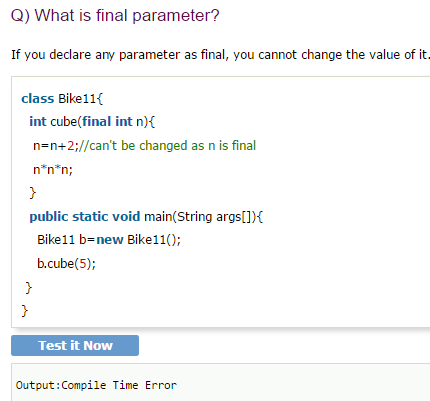 Q) What is final parameter?
If you declare any parameter as final, you cannot change the value of it.
class Bike11{
int cube(final int n){
n=n+2;//can't be changed as n is final
n*n*n;
}
public static void main(String args[]){
Bike11 b=new Bike11();
b.cube(5);
}
}
Test it Now
Output:Compile Time Error